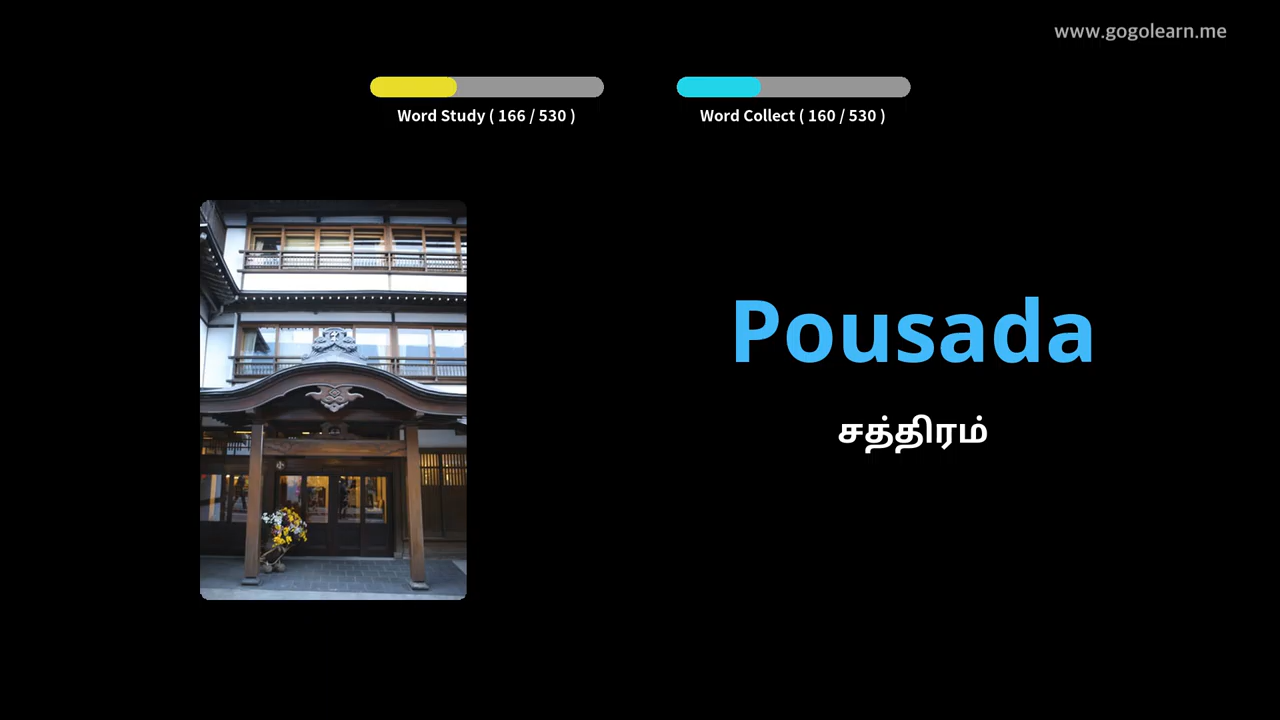 www.gogolearn.me
Word Study ( 166 / 530 )
Word Collect ( 160 / 530 )
Pousada
சத்திரம்